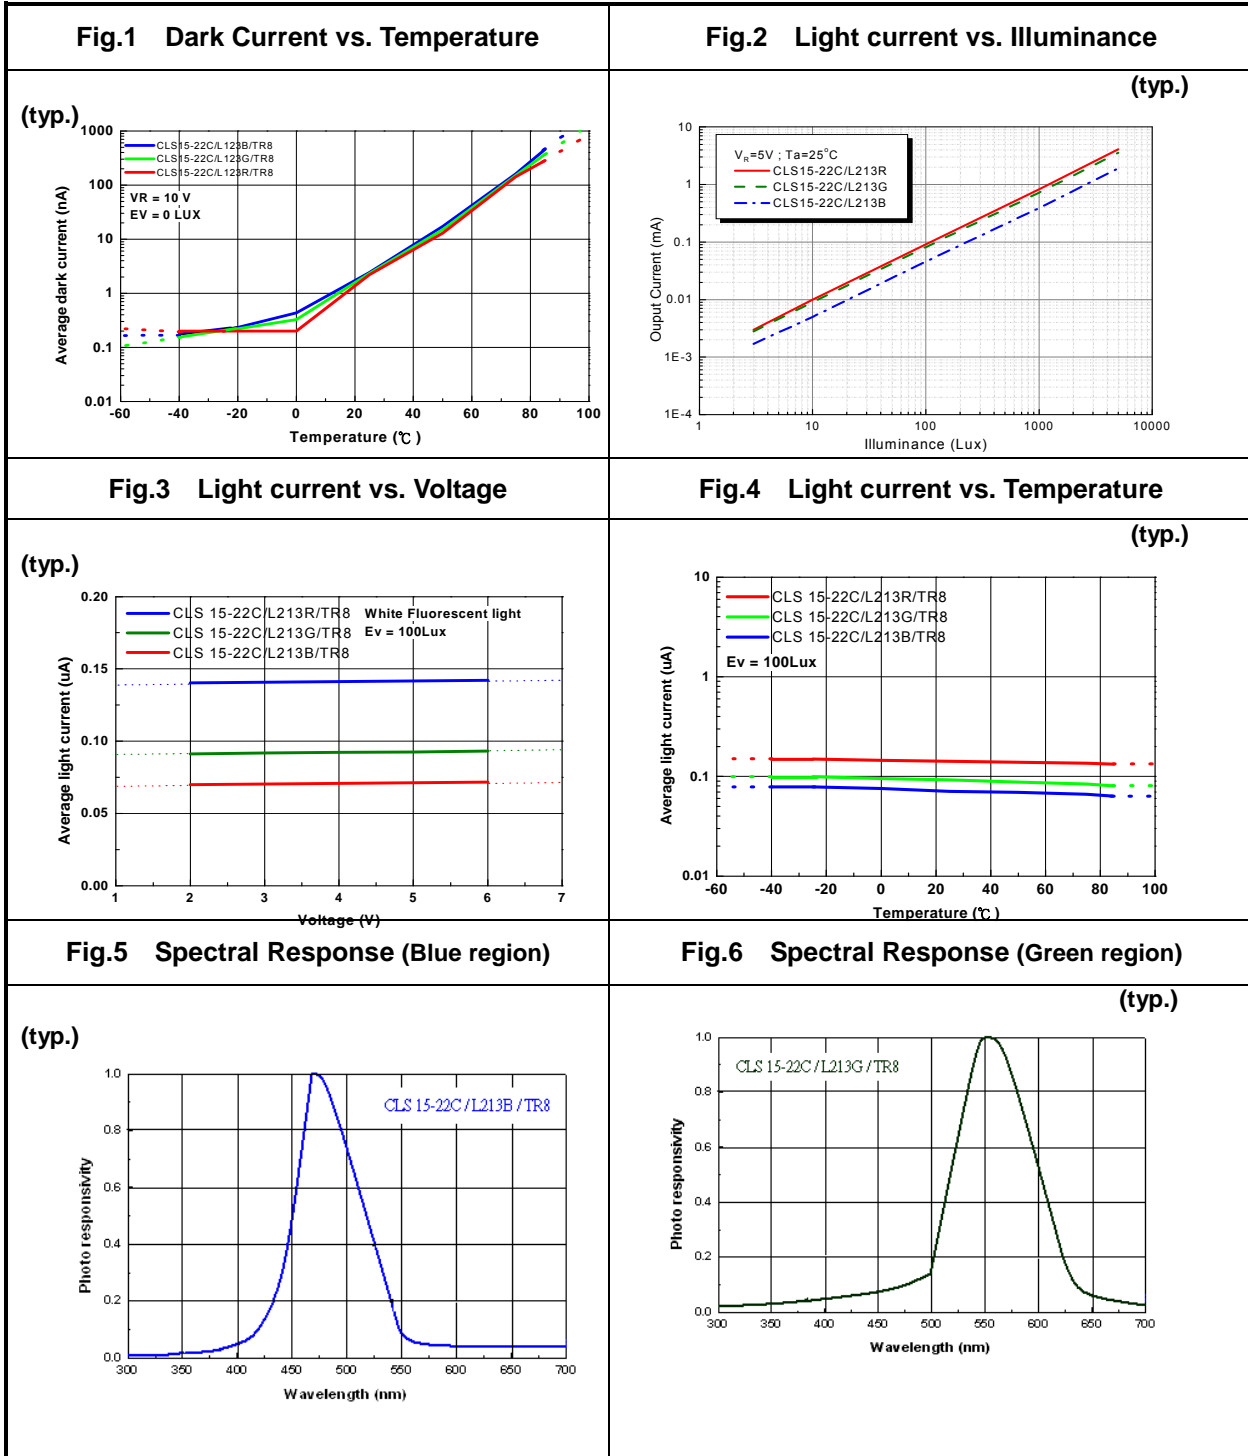 Fig.1 Dark Current vs. Temperature
Fig.2 Light current vs. Illuminance
(typ.)
1000
100
10
1
0.1
0.01
Average dark current (nA)
CLS15-22C/L123B/TR8
CLS15-22C/L123G/TR8
CLS15-22C/L123R/TR8
VR = 10 V
EV = 0 LUX
-60 -40 -20 0 20 40 60 80 100
Temperature (℃)
(typ.)
10
1
0.1
0.01
1E-3
1E-4
Ouput Current (mA)
VR=5V ; Ta=25°C
CLS15-22C/L213R
CLS15-22C/L213G
CLS15-22C/L213B
1 10 100 1000 10000
Illuminance (Lux)
Fig.3 Light current vs. Voltage
Fig.4 Light current vs. Temperature
(typ.)
0.20
0.15
0.10
0.05
0.00
Average light current (uA)
CLS 15-22C/L213R/TR8
CLS 15-22C/L213G/TR8
CLS 15-22C/L213B/TR8
White Fluorescent light
Ev = 100Lux
1 2 3 4 5 6 7
Voltage (V)
(typ.)
10
1
0.1
0.01
Average light current (uA)
CLS 15-22C/L213R/TR8
CLS 15-22C/L213G/TR8
CLS 15-22C/L213B/TR8
Ev = 100Lux
-60 -40 -20 0 20 40 60 80 100
Temperature (℃)
Fig.5 Spectral Response (Blue region)
Fig.6 Spectral Response (Green region)
(typ.)
1.0
0.8
0.6
0.4
0.2
0.0
Photo responsivity
CLS 15-22C / L213B / TR8
300 350 400 450 500 550 600 650 700
Wavelength (nm)
(typ.)
1.0
0.8
0.6
0.4
0.2
0.0
Photo responsivity
CLS 15-22C / L213G / TR8
300 350 400 450 500 550 600 650 700
Wavelength (nm)